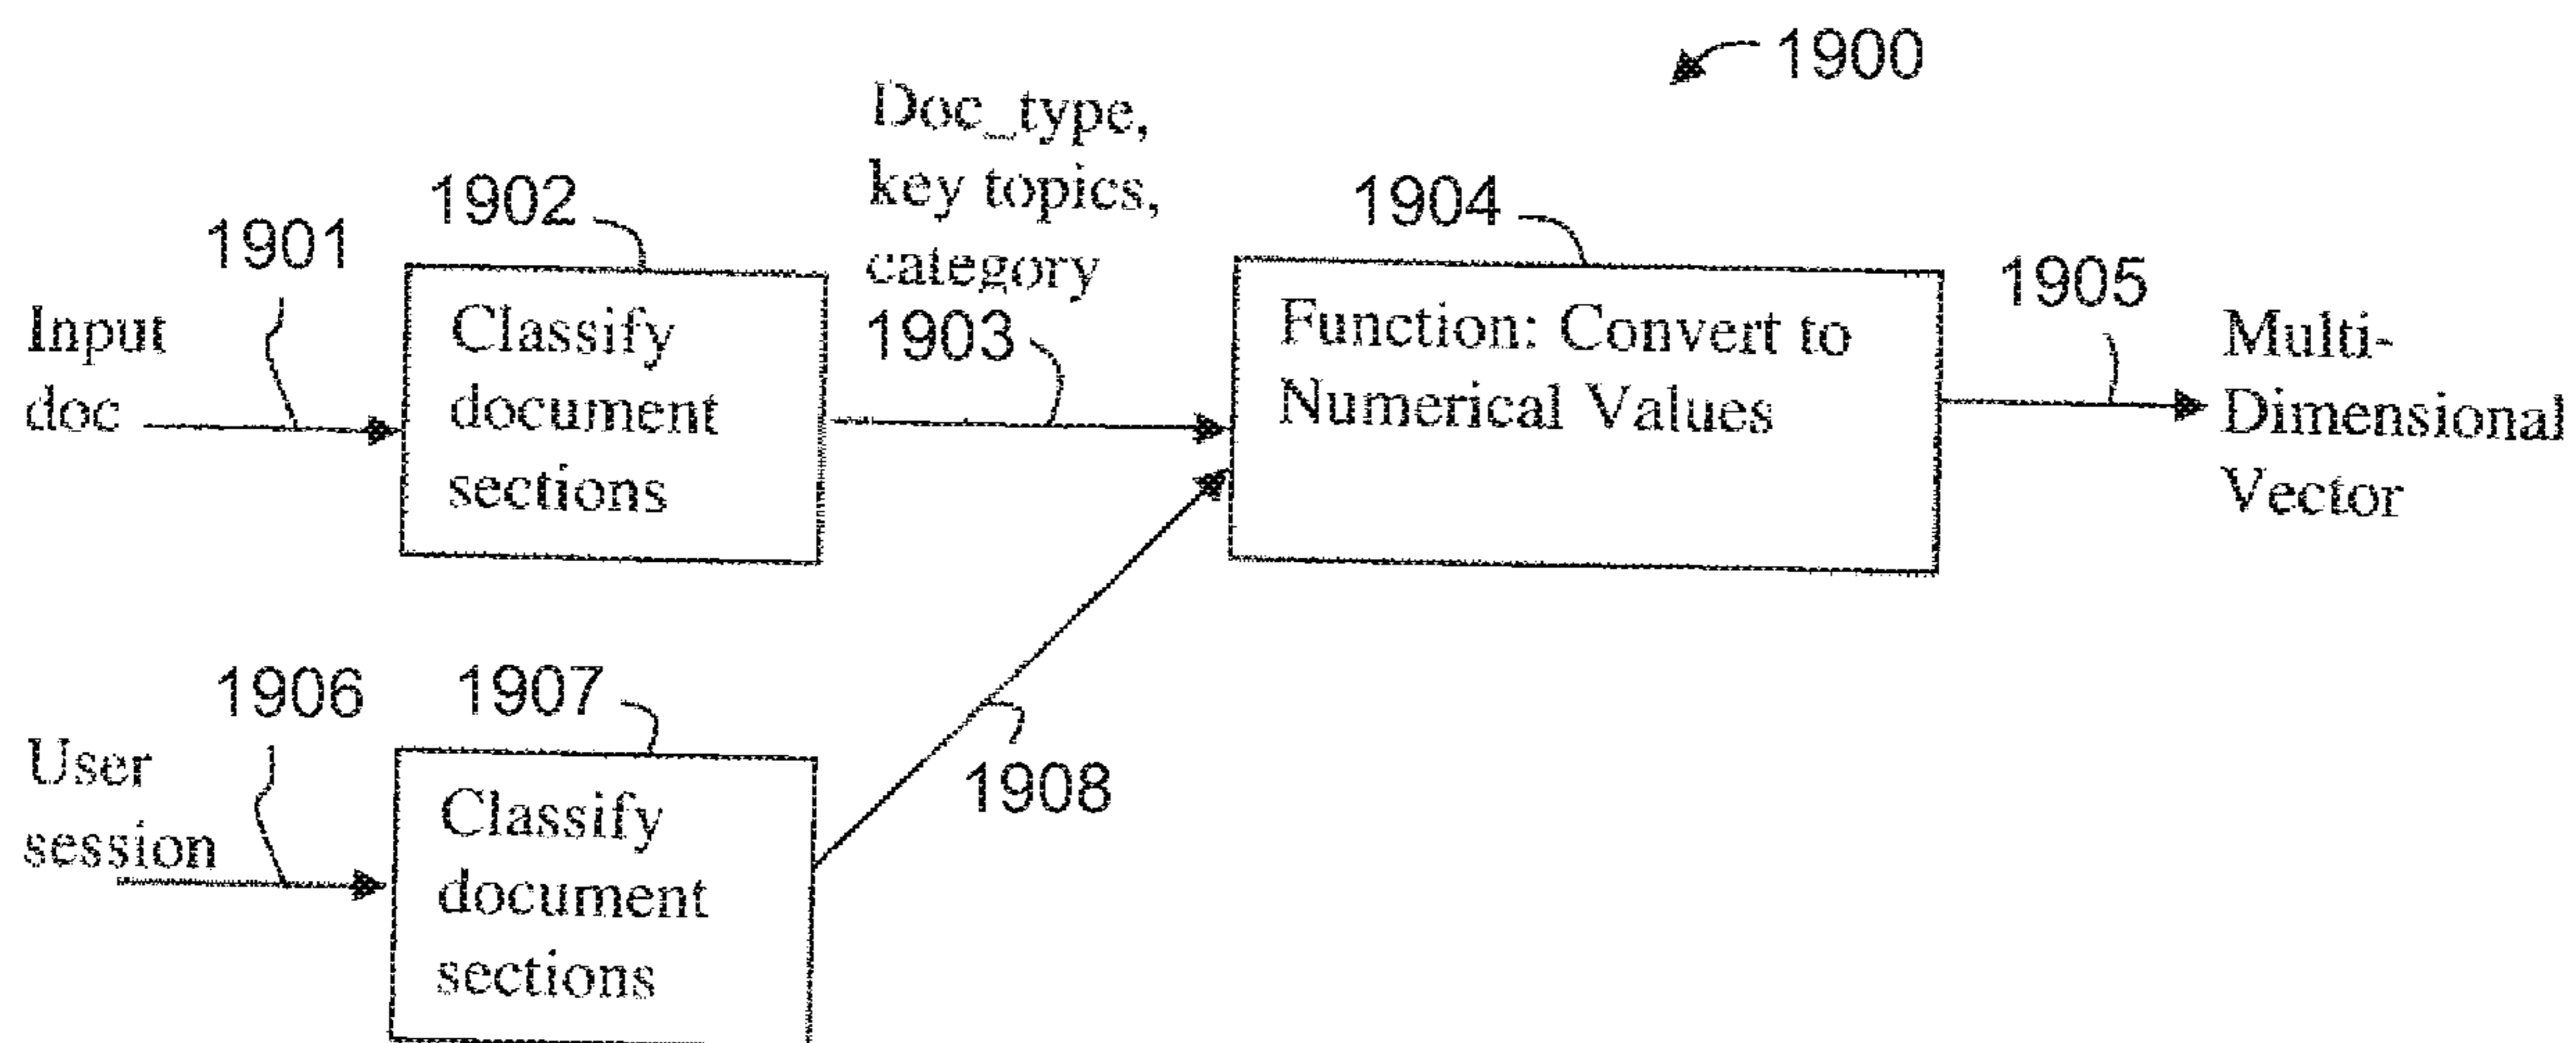 1900
Doc_type,
key topics,
category
1901
1902
1903
1904
1905
Input
doc
Classify
document
sections
Function: Convert to
Numerical Values
Multi-
Dimensional
Vector
1906
1907
1908
User
session
Classify
document
sections